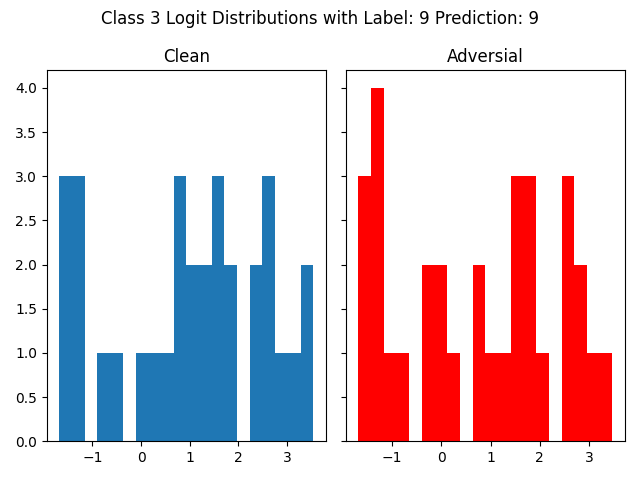 Class 3 Logit Distributions with Label: 9 Prediction: 9
Clean
Adversial
4.0
3.5
3.0
2.5
2.0
1.5
1.0
0.5
0.0
−1 0 1 2 3
−1 0 1 2 3